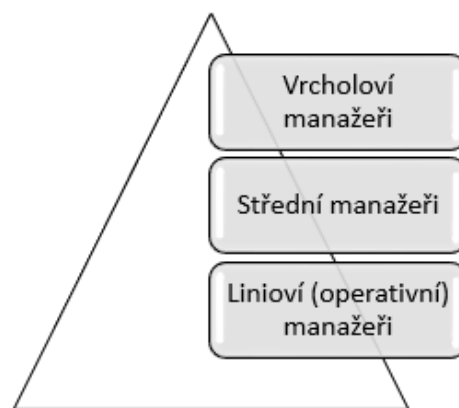 Vrcholoví
manažeři
Střední manažeři
Linioví (operativní)
manažeři